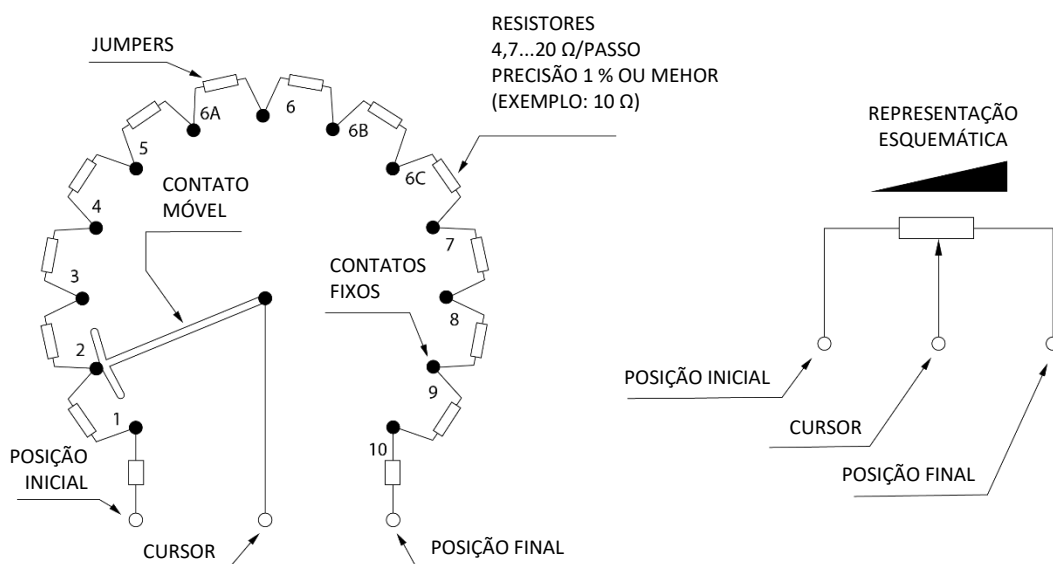 JUMPERS
RESISTORES
4,7...20 Ω/PASSO
PRECISÃO 1 % OU MEHOR
(EXEMPLO: 10 Ω)
6A
6
6B
5
6C
CONTATO
MÓVEL
4
7
3
CONTATOS
FIXOS
8
2
9
1
10
POSIÇÃO
INICIAL
CURSOR
POSIÇÃO FINAL
REPRESENTAÇÃO
ESQUEMÁTICA
POSIÇÃO INICIAL
CURSOR
POSIÇÃO FINAL